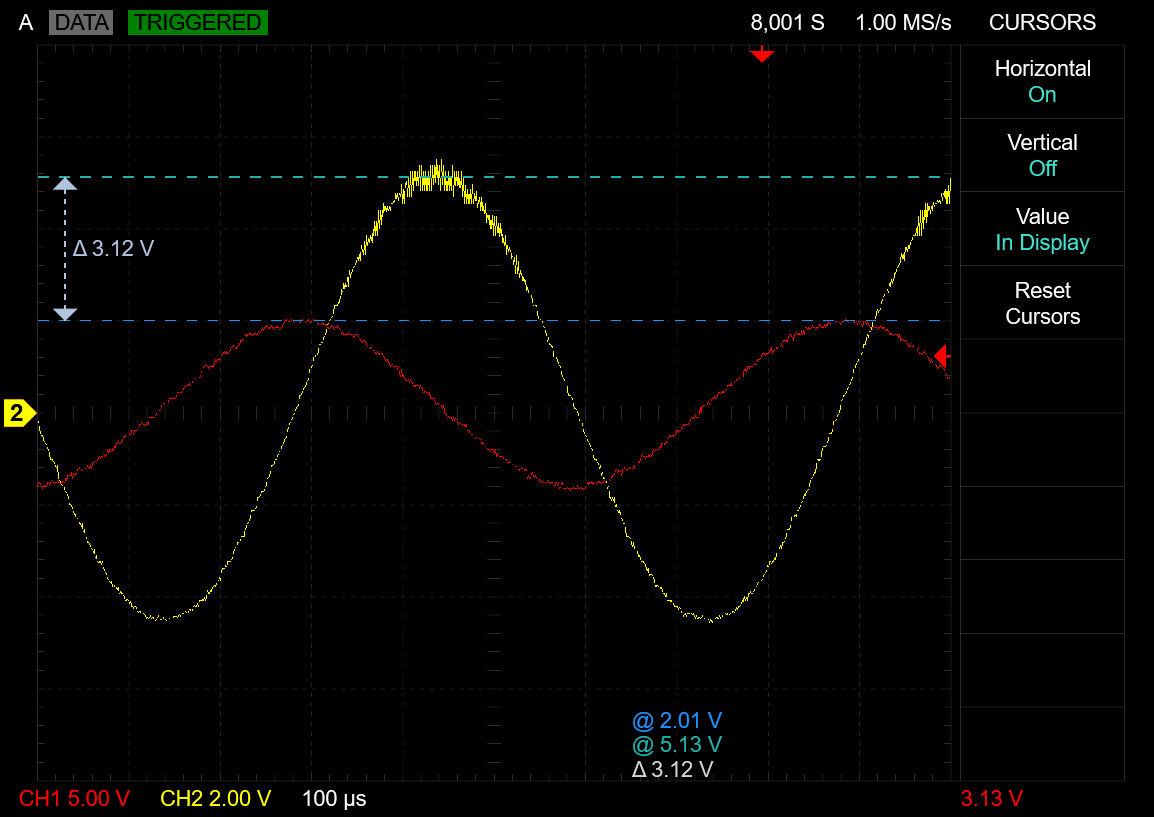 A DATA TRIGGERED 8,001 S 1.00 MS/s CURSORS
Horizontal
On
Vertical
Off
Value
In Display
Reset
Cursors
Δ 3.12 V
2
@ 2.01 V
@ 5.13 V
Δ 3.12 V
CH1 5.00 V CH2 2.00 V 100 µs 3.13 V